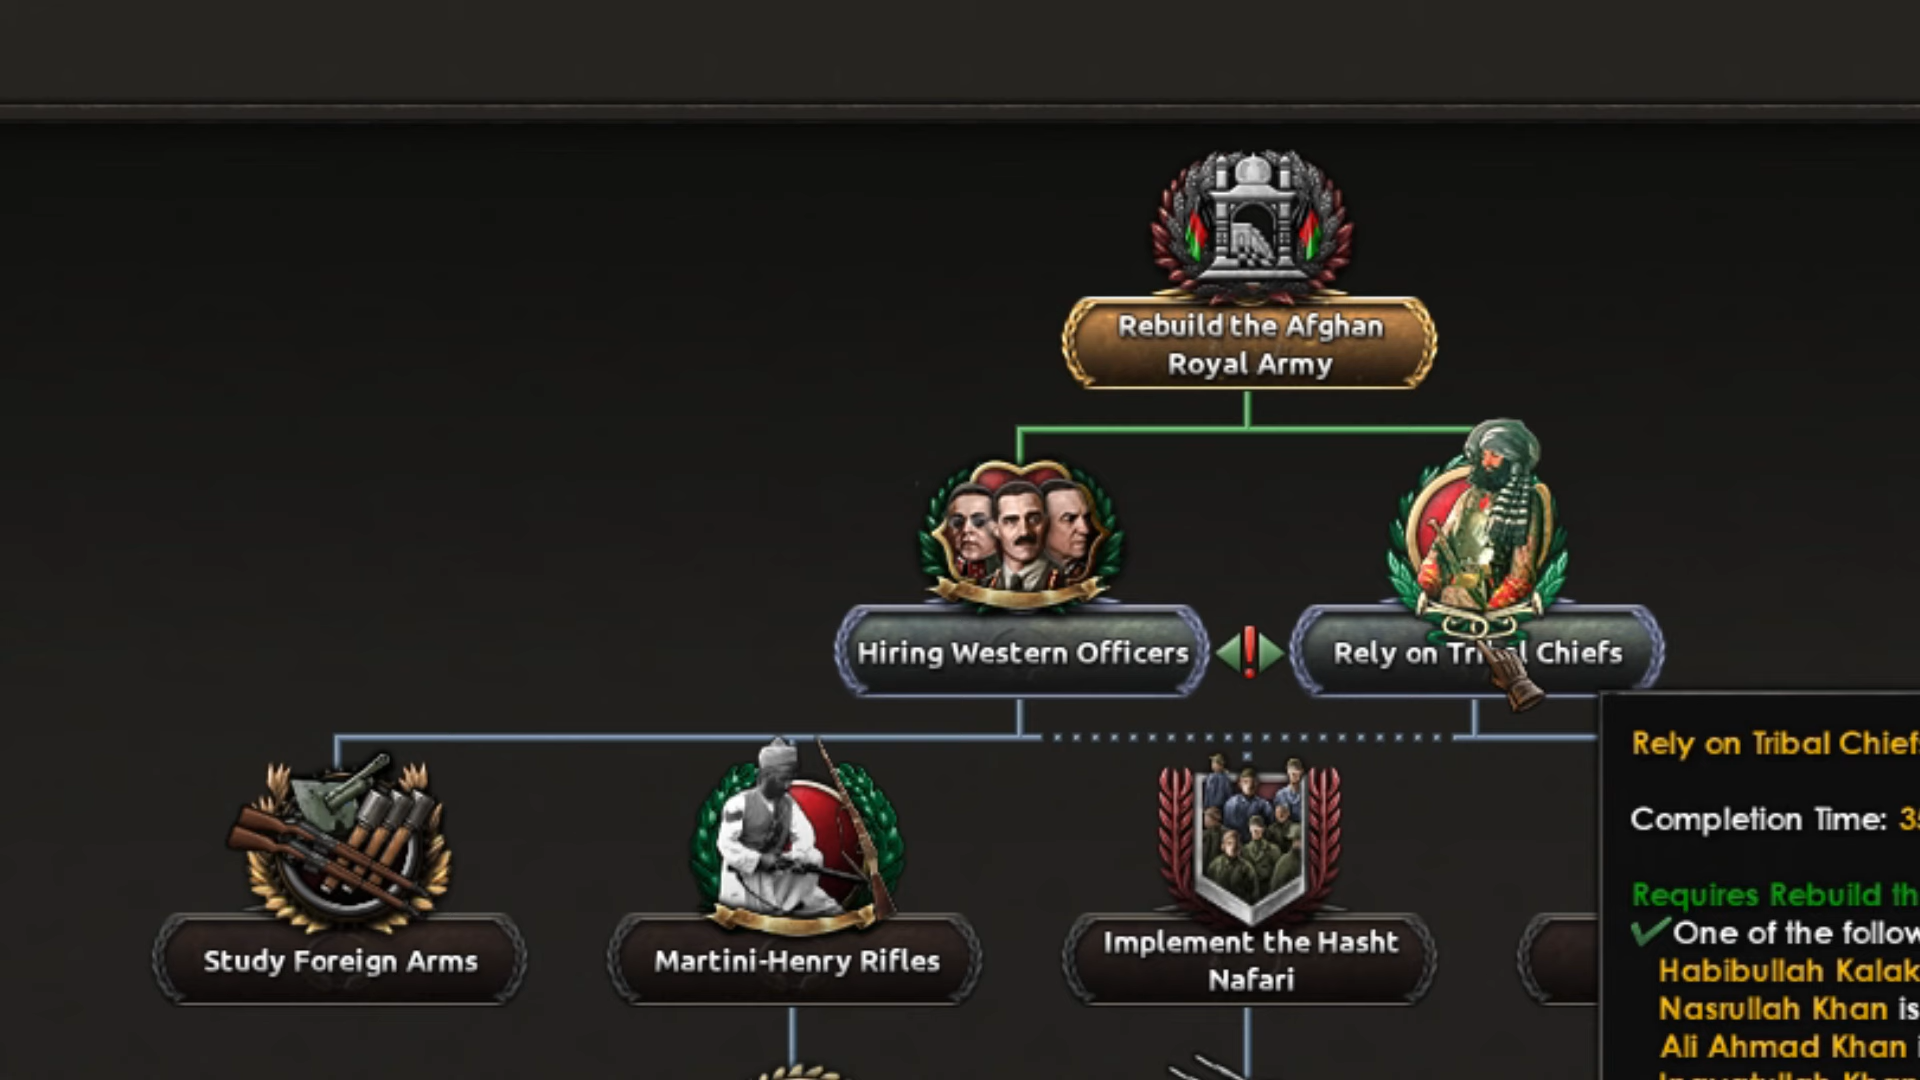 Rebuild the Afghan
Royal Army
Hiring Western Officers
Rely on Tribal Chiefs
Study Foreign Arms
Martini-Henry Rifles
Implement the Hasht
Nafari
Rely on Tribal Chief
Completion Time:
Requires Rebuild th
One of the follow
Habibullah Kalak
Nasrullah Khan is
Ali Ahmad Khan i